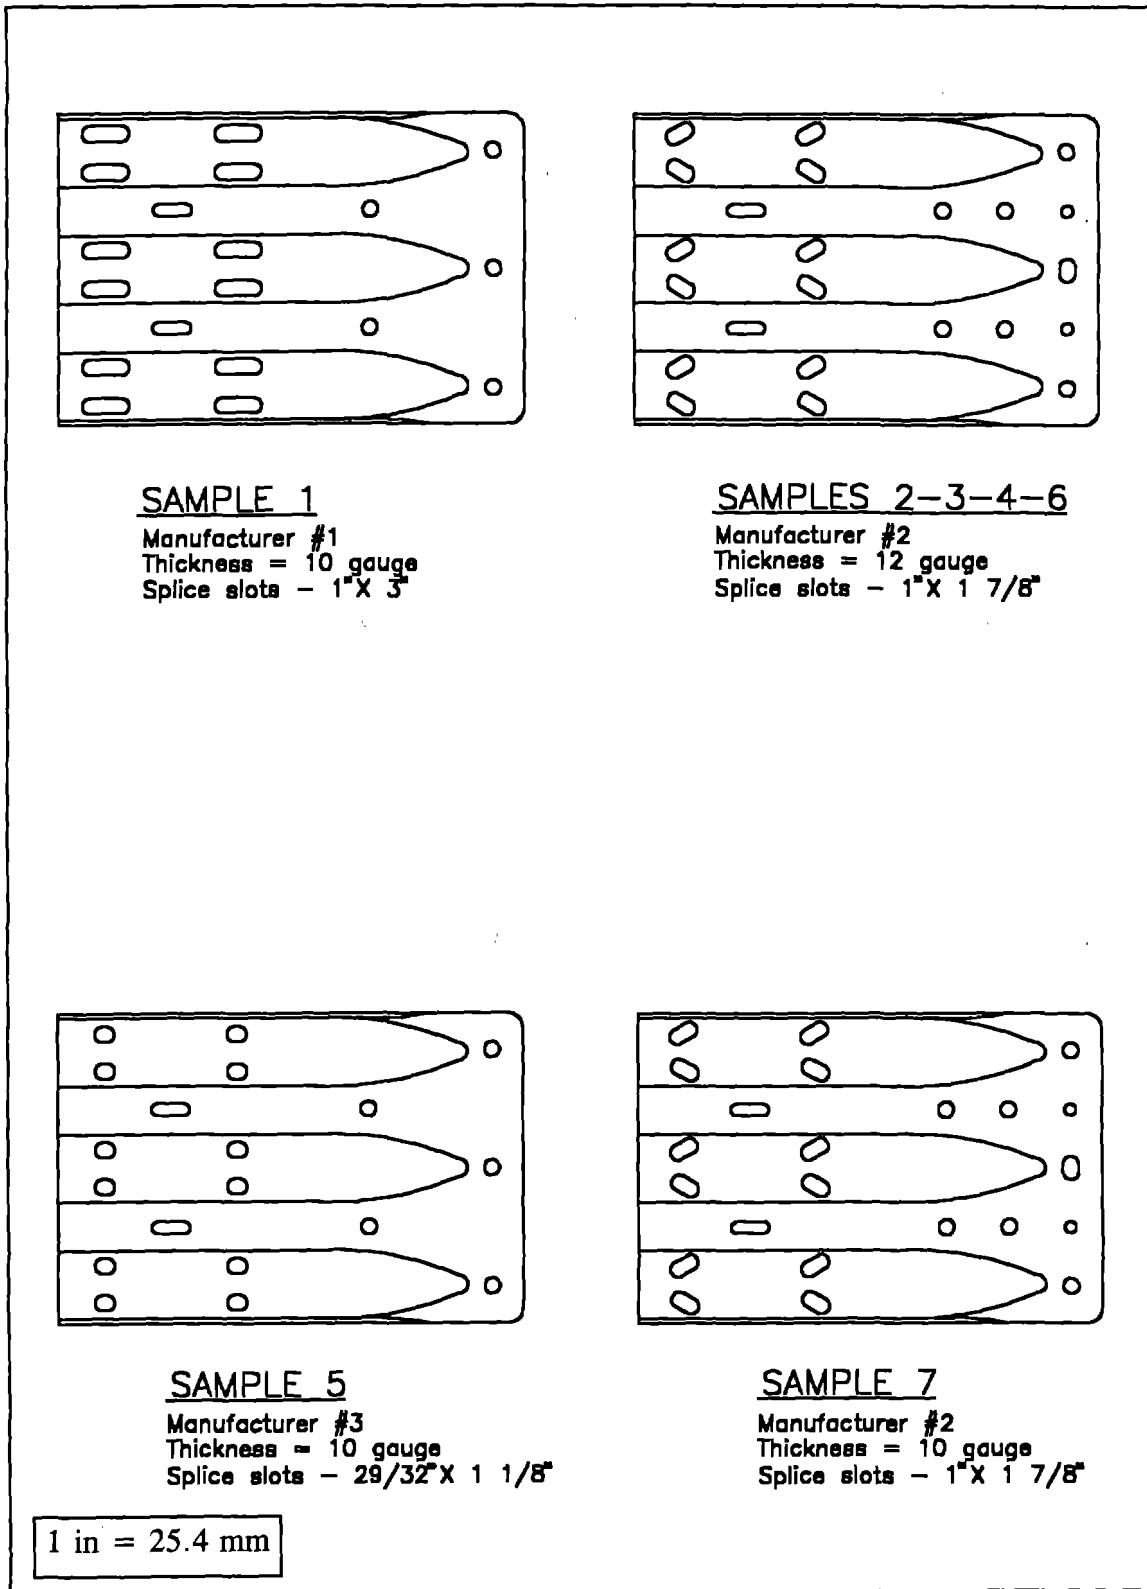 SAMPLE 1
Manufacturer #1
Thickness = 10 gauge
Splice slots – 1"X 3"
SAMPLES 2-3-4-6
Manufacturer #2
Thickness = 12 gauge
Splice slots – 1"X 1 7/8"
SAMPLE 5
Manufacturer #3
Thickness = 10 gauge
Splice slots – 29/32"X 1 1/8"
SAMPLE 7
Manufacturer #2
Thickness = 10 gauge
Splice slots – 1"X 1 7/8"
1 in = 25.4 mm